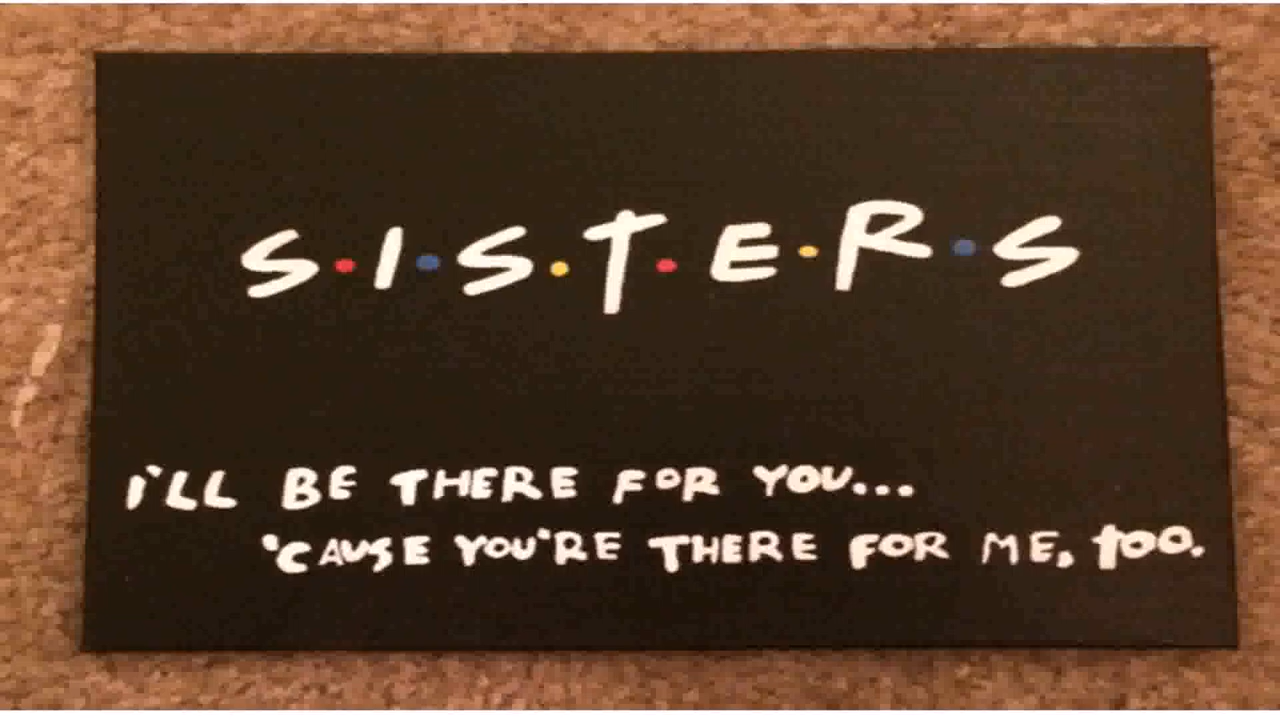 S·I·S·T·E·R·S
I'LL BE THERE FOR YOU...
'CAUSE YOU'RE THERE FOR ME, too.